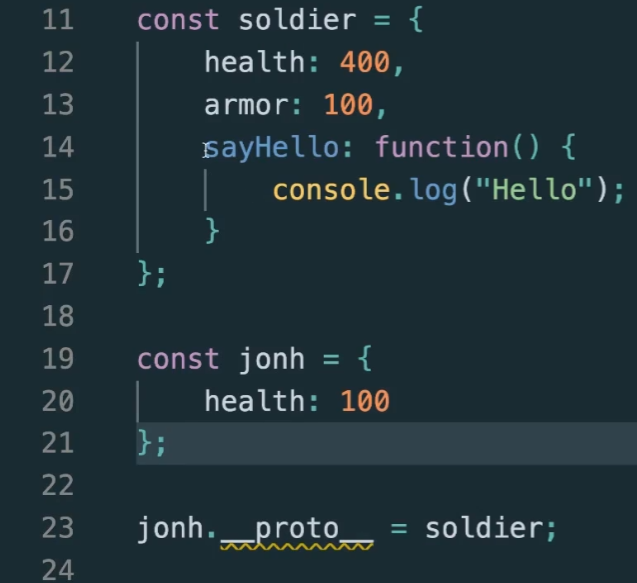 11 const soldier = {
12 health: 400,
13 armor: 100,
14 sayHello: function() {
15 console.log("Hello");
16 }
17 };
18
19 const jonh = {
20 health: 100
21 };
22
23 jonh.__proto__ = soldier;
24